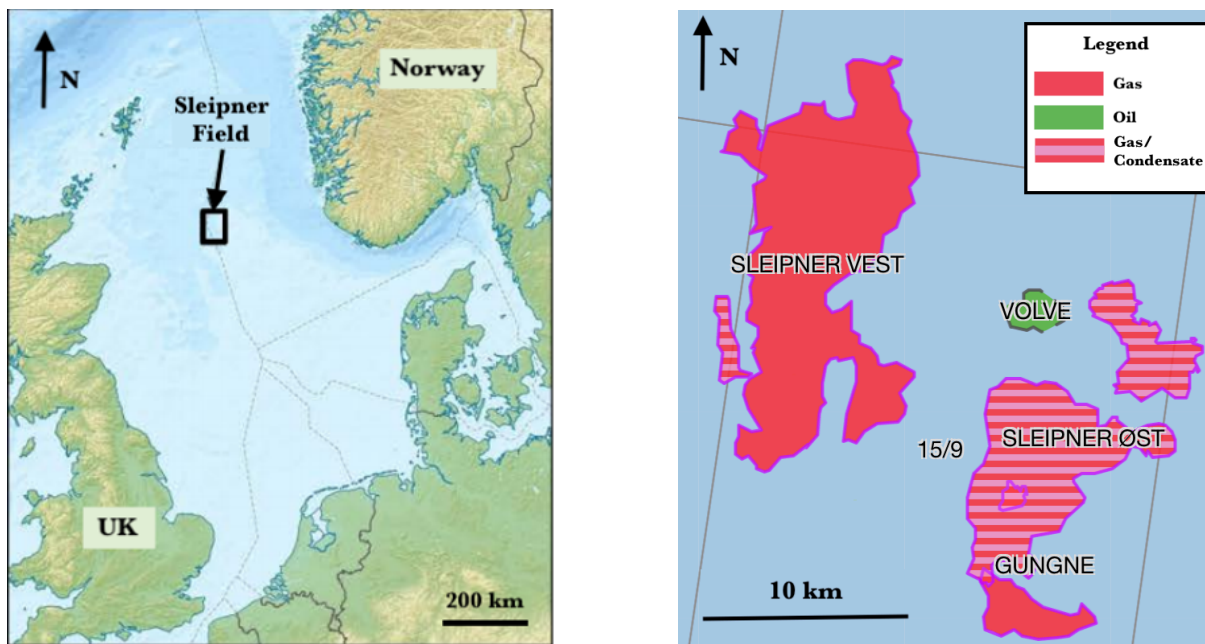 N
Norway
Sleipner
Field
UK
200 km
N
Legend
Gas
Oil
Gas/
Condensate
SLEIPNER VEST
VOLVE
SLEIPNER ØST
15/9
GUNGNE
10 km